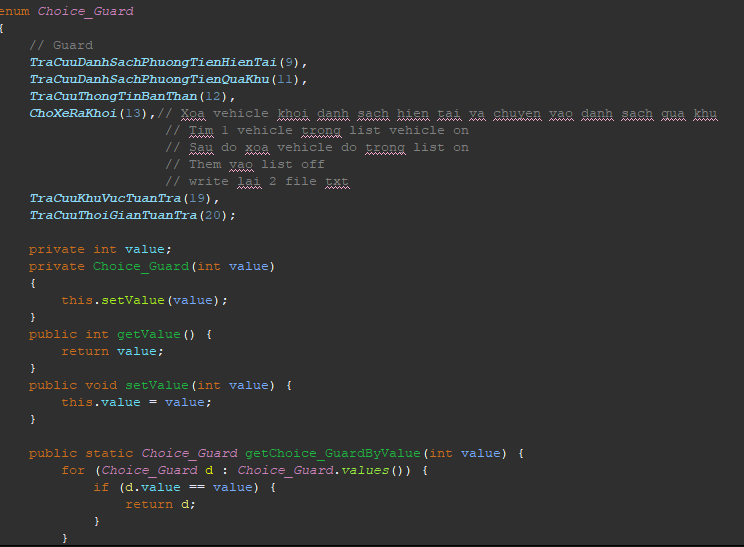 enum Choice_Guard
{
    // Guard
    TraCuuDanhSachPhuongTienHienTai(9),
    TraCuuDanhSachPhuongTienQuaKhu(11),
    TraCuuThongTinBanThan(12),
    ChoXeRaKhoi(13),// Xoa vehicle khoi danh sach hien tai va chuyen vao danh sach qua khu
                     // Tim 1 vehicle trong list vehicle on
                     // Sau do xoa vehicle do trong list on
                     // Them vao list off
                     // write lai 2 file txt
    TraCuuKhuVucTuanTra(19),
    TraCuuThoiGianTuanTra(20);
    private int value;
    private Choice_Guard(int value)
    {
        this.setValue(value);
    }
    public int getValue() {
        return value;
    }
    public void setValue(int value) {
        this.value = value;
    }
    public static Choice_Guard getChoice_GuardByValue(int value) {
        for (Choice_Guard d : Choice_Guard.values()) {
            if (d.value == value) {
                return d;
            }
        }